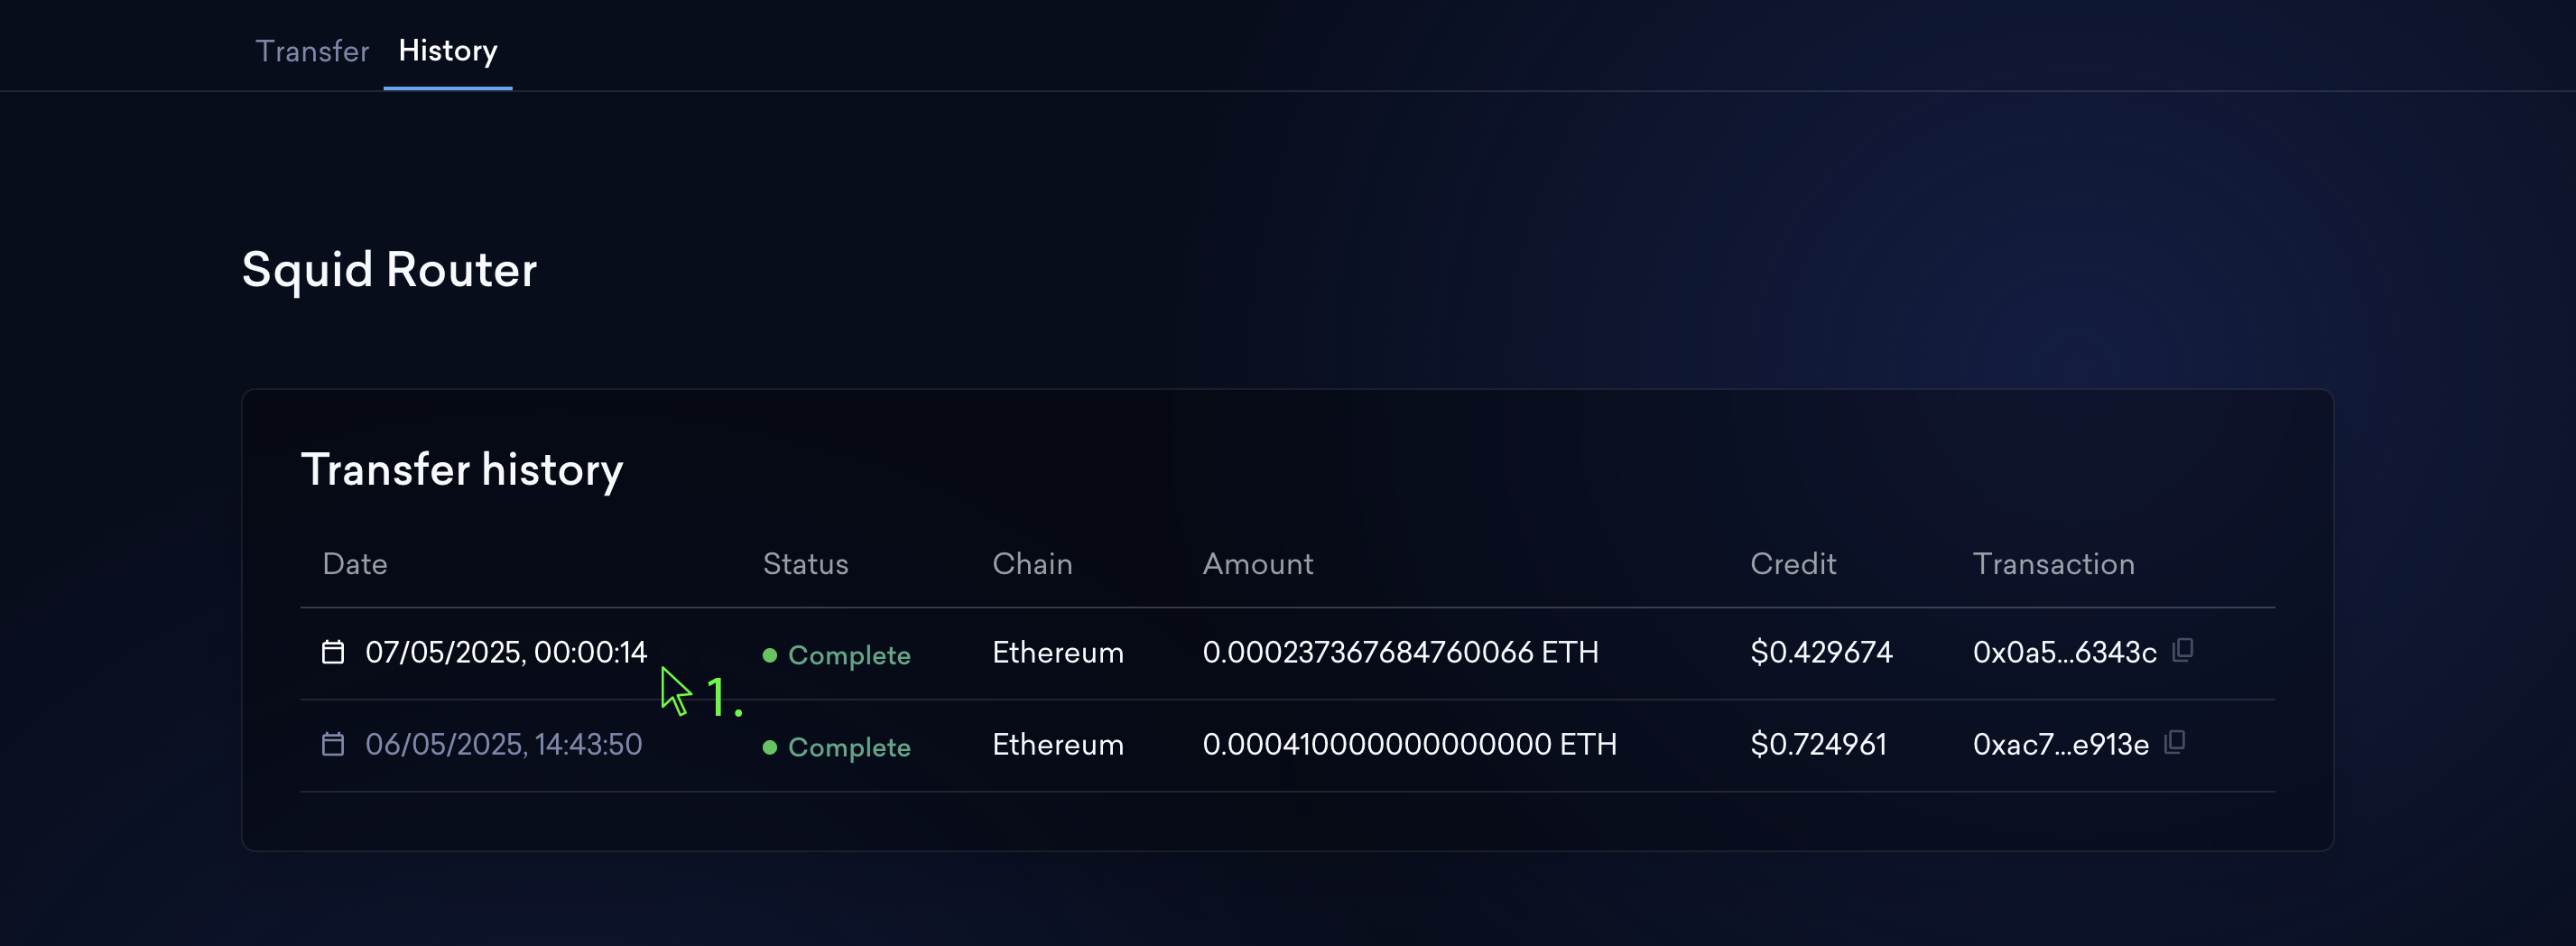 Transfer History
Squid Router
Transfer history
Date Status Chain Amount Credit Transaction
07/05/2025, 00:00:14 Complete Ethereum 0.000237367684760066 ETH $0.429674 0x0a5...6343c
1.
06/05/2025, 14:43:50 Complete Ethereum 0.000410000000000000 ETH $0.724961 0xac7...e913e